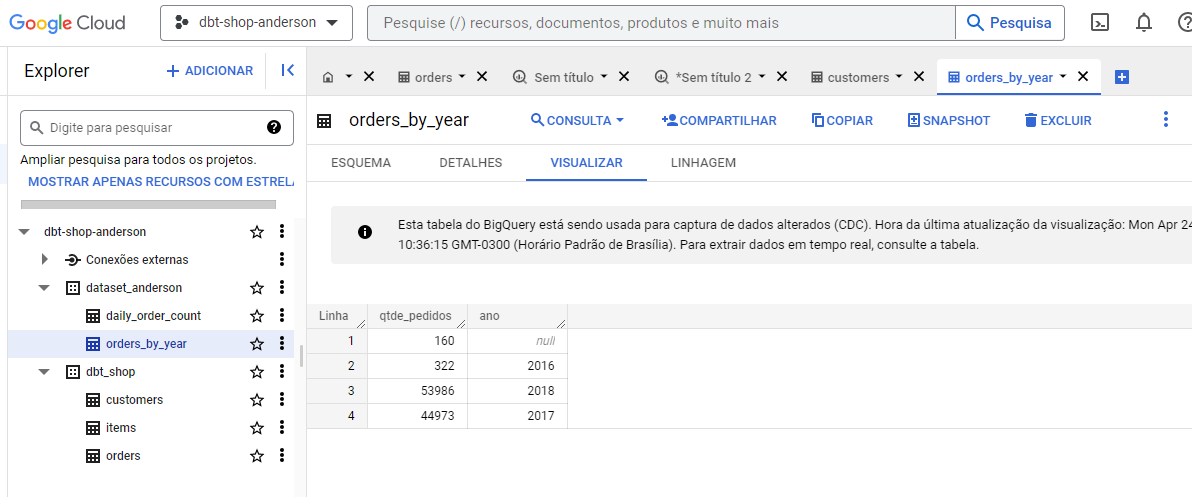 Google Cloud
dbt-shop-anderson
Pesquise (/) recursos, documentos, produtos e muito mais
Pesquisa
Explorer
ADICIONAR
orders
Sem título
*Sem título 2
customers
orders_by_year
Digite para pesquisar
Ampliar pesquisa para todos os projetos.
MOSTRAR APENAS RECURSOS COM ESTRELA
dbt-shop-anderson
Conexões externas
dataset_anderson
daily_order_count
orders_by_year
dbt_shop
customers
items
orders
orders_by_year
CONSULTA
COMPARTILHAR
COPIAR
SNAPSHOT
EXCLUIR
ESQUEMA
DETALHES
VISUALIZAR
LINHAGEM
Esta tabela do BigQuery está sendo usada para captura de dados alterados (CDC). Hora da última atualização da visualização: Mon Apr 24
10:36:15 GMT-0300 (Horário Padrão de Brasília). Para extrair dados em tempo real, consulte a tabela.
Linha qtde_pedidos ano
1 160 null
2 322 2016
3 53986 2018
4 44973 2017